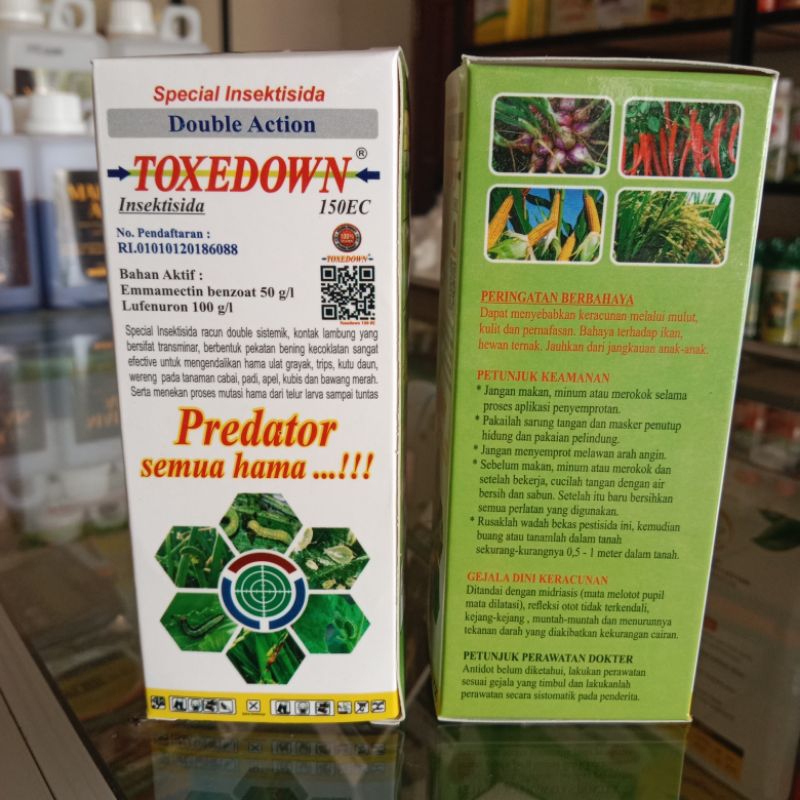 Special Insektisida
Double Action
TOXEDOWN®
Insektisida 150EC
No. Pendaftaran :
RI.01010120186088
Bahan Aktif :
Emmamectin benzoat 50 g/l
Lufenuron 100 g/l
100%
TOXEDOWN
Toxedown 150 EC
Special Insektisida racun double sistemik, kontak lambung yang
bersifat transminar, berbentuk pekatan bening kecoklatan sangat
efective untuk mengendalikan hama ulat grayak, trips, kutu daun,
wereng pada tanaman cabai, padi, apel, kubis dan bawang merah.
Serta menekan proses mutasi hama dari telur larva sampai tuntas
Predator
semua hama ...!!!
PERINGATAN BERBAHAYA
Dapat menyebabkan keracunan melalui mulut,
kulit dan pernafasan. Bahaya terhadap ikan,
hewan ternak. Jauhkan dari jangkauan anak-anak.
PETUNJUK KEAMANAN
* Jangan makan, minum atau merokok selama
proses aplikasi penyemprotan.
* Pakailah sarung tangan dan masker penutup
hidung dan pakaian pelindung.
* Jangan menyemprot melawan arah angin.
* Sebelum makan, minum atau merokok dan
setelah bekerja, cucilah tangan dengan air
bersih dan sabun. Setelah itu baru bersihkan
semua perlatan yang digunakan.
* Rusaklah wadah bekas pestisida ini, kemudian
buang atau tanamlah dalam tanah
sekurang-kurangnya 0,5 - 1 meter dalam tanah.
GEJALA DINI KERACUNAN
Ditandai dengan midriasis (mata melotot pupil
mata dilatasi), refleksi otot tidak terkendali,
kejang-kejang , muntah-muntah dan menurunnya
tekanan darah yang diakibatkan kekurangan cairan.
PETUNJUK PERAWATAN DOKTER
Antidot belum diketahui, lakukan perawatan
sesuai gejala yang timbul dan lakukanlah
perawatan secara sistomatik pada penderita.